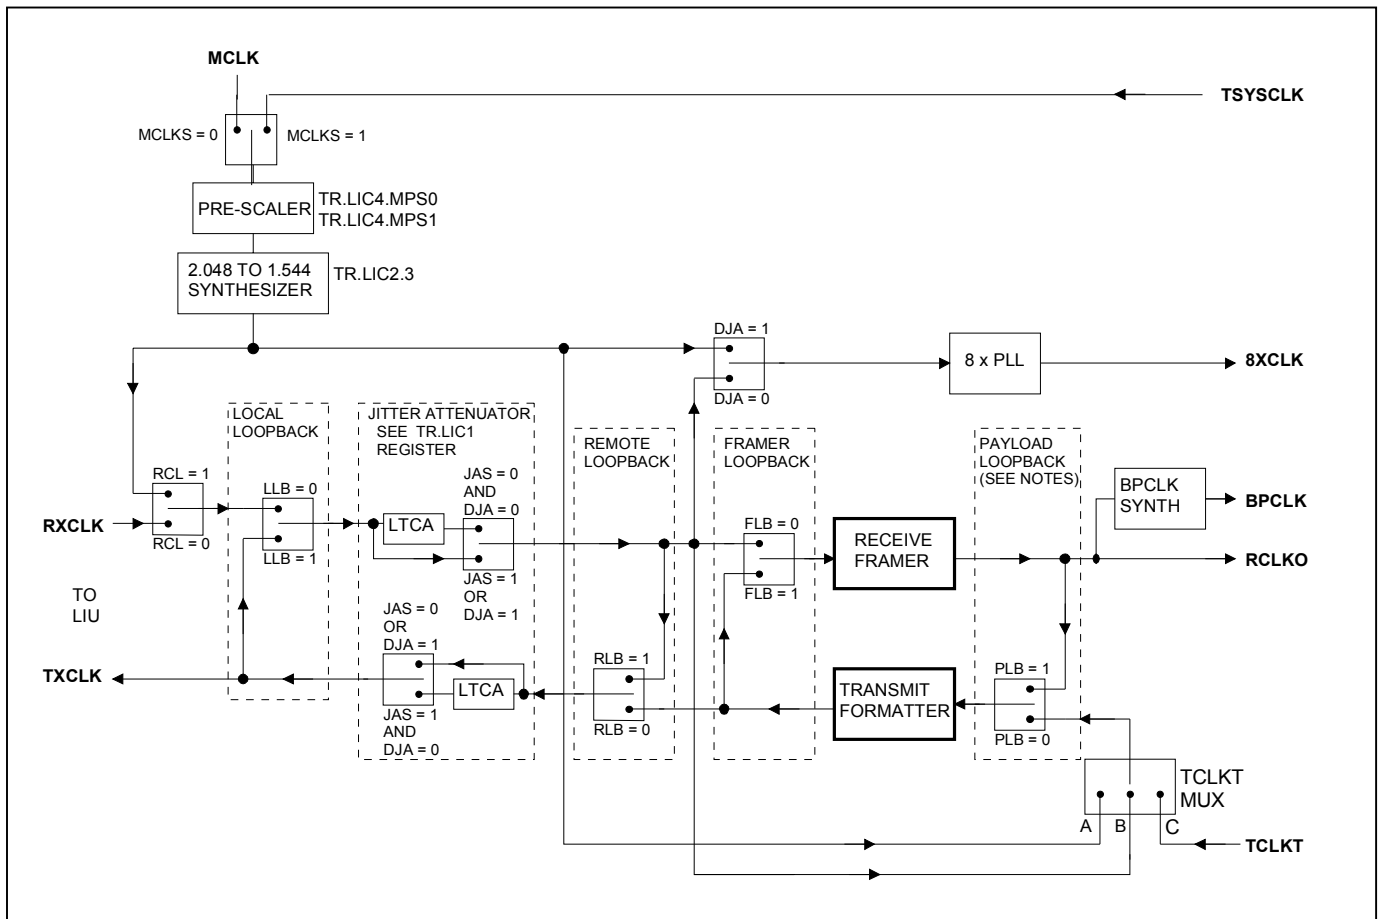 MCLK
TSYSCLK
MCLKS = 0
MCLKS = 1
PRE-SCALER
TR.LIC4.MPS0
TR.LIC4.MPS1
2.048 TO 1.544
SYNTHESIZER
TR.LIC2.3
DJA = 1
8 x PLL
8XCLK
DJA = 0
LOCAL
LOOPBACK
JITTER ATTENUATOR
SEE TR.LIC1
REGISTER
REMOTE
LOOPBACK
FRAMER
LOOPBACK
PAYLOAD
LOOPBACK
(SEE NOTES)
RCL = 1
LLB = 0
JAS = 0
AND
DJA = 0
BPCLK
SYNTH
BPCLK
RXCLK
RCL = 0
LLB = 1
LTCA
FLB = 0
RECEIVE
FRAMER
RCLKO
JAS = 1
OR
DJA = 1
FLB = 1
TO
LIU
JAS = 0
OR
DJA = 1
TXCLK
LTCA
JAS = 1
AND
DJA = 0
RLB = 1
RLB = 0
TRANSMIT
FORMATTER
PLB = 1
PLB = 0
TCLKT
MUX
A B C
TCLKT